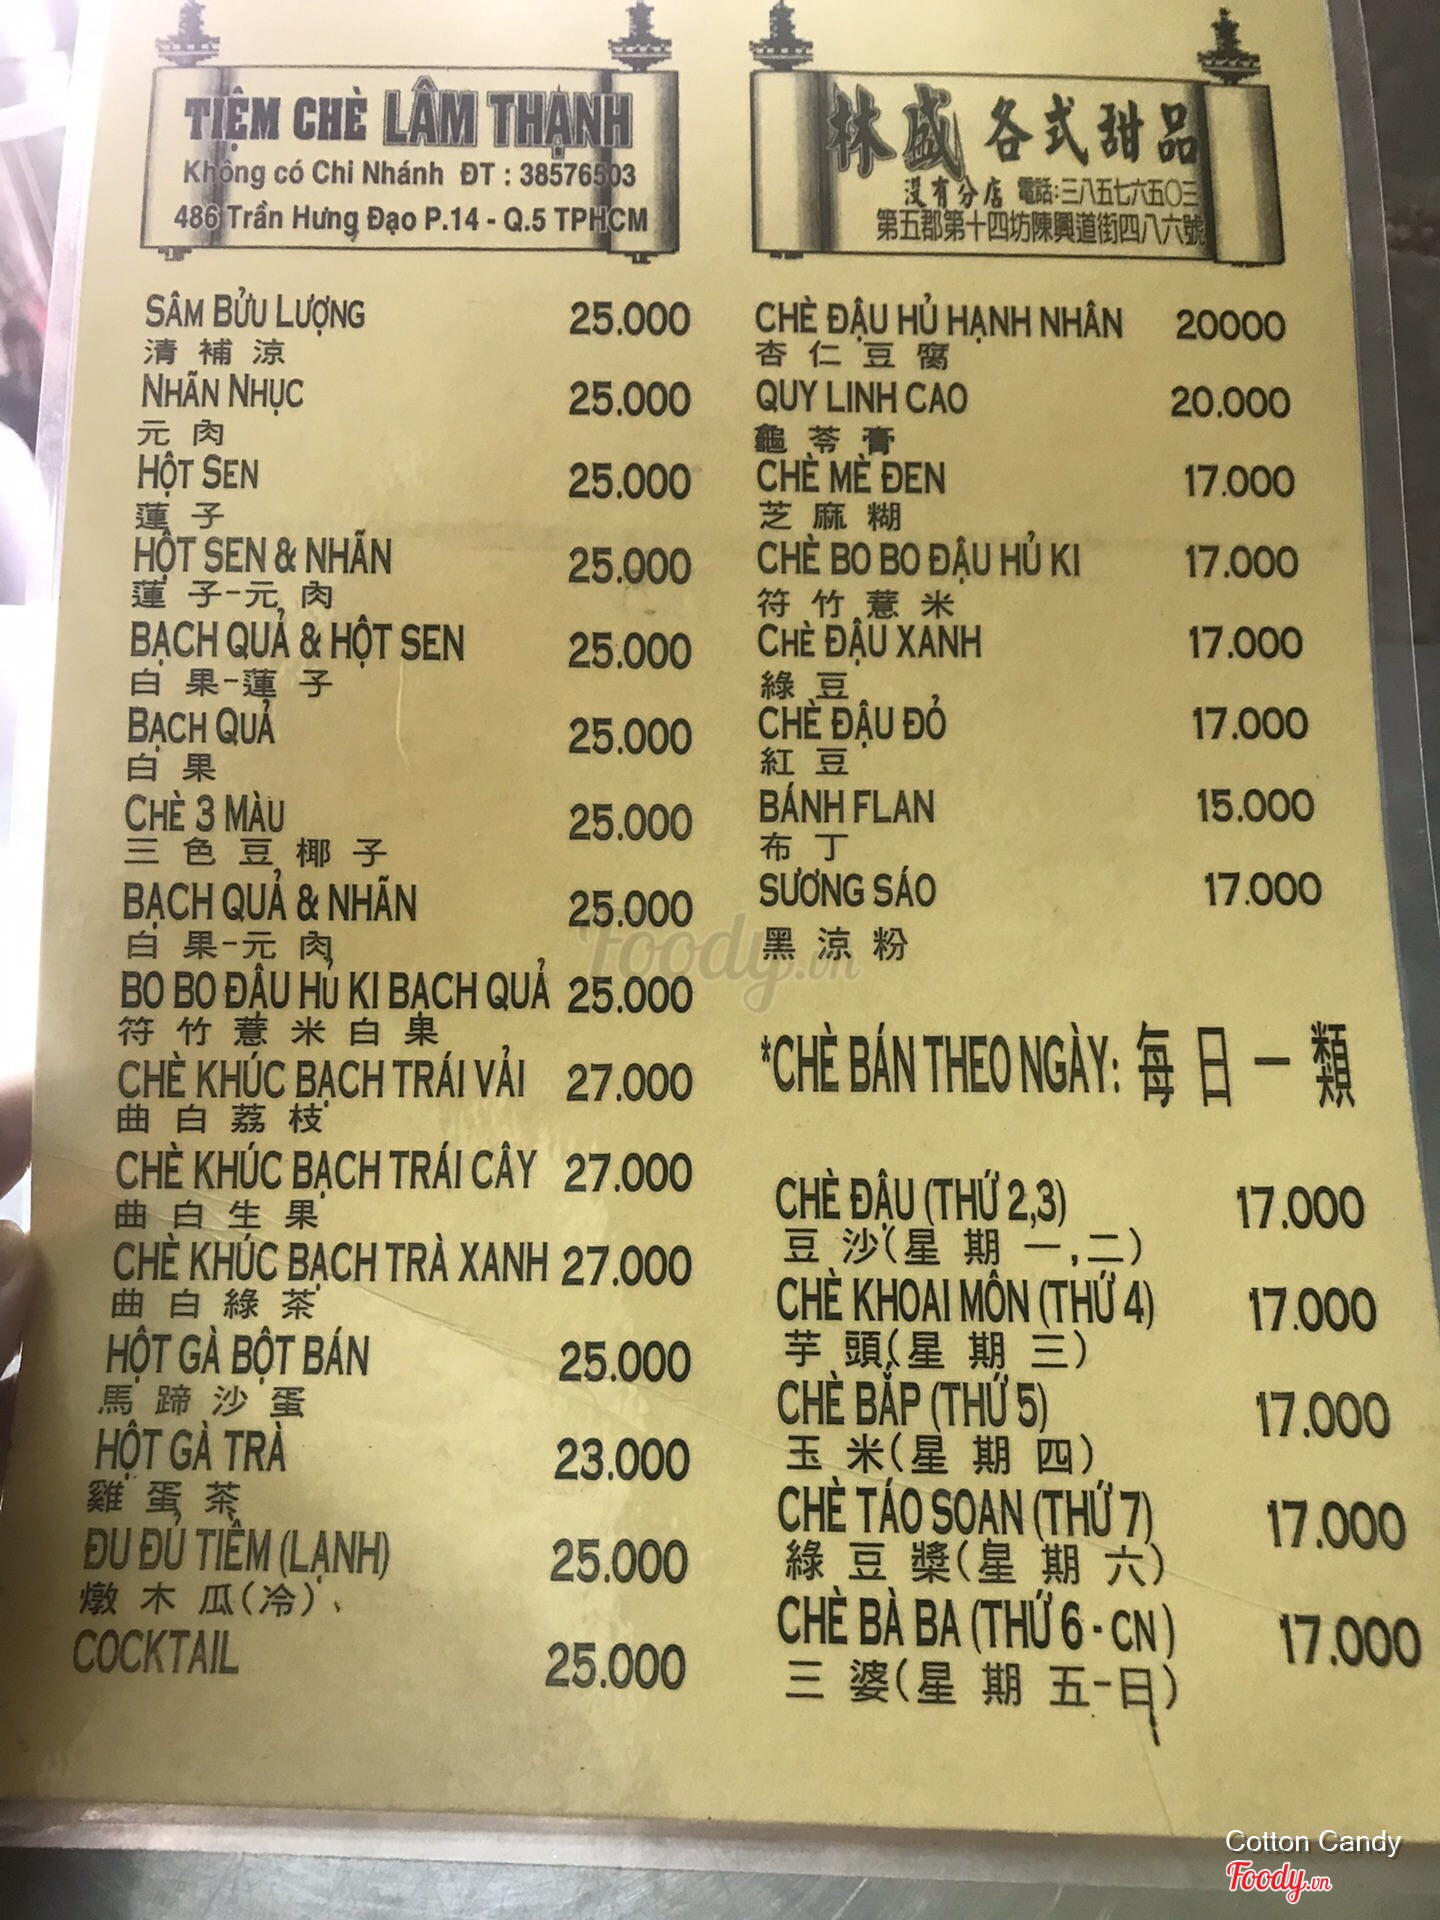 TIỆM CHÈ LÂM THẠNH
Không có Chi Nhánh ĐT : 38576503
486 Trần Hưng Đạo P.14 - Q.5 TPHCM
林盛 各式甜品
沒有分店 電話:三八五七六五〇三
第五郡第十四坊陳興道街四八六號
SÂM BỬU LƯỢNG 25.000
清補涼
NHÃN NHỤC 25.000
元肉
HỘT SEN 25.000
蓮子
HỘT SEN & NHÃN 25.000
蓮子-元肉
BẠCH QUẢ & HỘT SEN 25.000
白果-蓮子
BẠCH QUẢ 25.000
白果
CHÈ 3 MÀU 25.000
三色豆椰子
BẠCH QUẢ & NHÃN 25.000
白果-元肉
BO BO ĐẬU HỦ KI BẠCH QUẢ 25.000
符竹薏米白果
CHÈ KHÚC BẠCH TRÁI VẢI 27.000
曲白荔枝
CHÈ KHÚC BẠCH TRÁI CÂY 27.000
曲白生果
CHÈ KHÚC BẠCH TRÀ XANH 27.000
曲白綠茶
HỘT GÀ BỘT BÁN 25.000
馬蹄沙蛋
HỘT GÀ TRÀ 23.000
雞蛋茶
ĐU ĐỦ TIỀM (LẠNH) 25.000
燉木瓜(冷)
COCKTAIL 25.000
CHÈ ĐẬU HỦ HẠNH NHÂN 20000
杏仁豆腐
QUY LINH CAO 20.000
龜苓膏
CHÈ MÈ ĐEN 17.000
芝麻糊
CHÈ BO BO ĐẬU HỦ KI 17.000
符竹薏米
CHÈ ĐẬU XANH 17.000
綠豆
CHÈ ĐẬU ĐỎ 17.000
紅豆
BÁNH FLAN 15.000
布丁
SƯƠNG SÁO 17.000
黑涼粉
*CHÈ BÁN THEO NGÀY: 每日一類
CHÈ ĐẬU (THỨ 2,3) 17.000
豆沙(星期一,二)
CHÈ KHOAI MÔN (THỨ 4) 17.000
芋頭(星期三)
CHÈ BẮP (THỨ 5) 17.000
玉米(星期四)
CHÈ TÁO SOẠN (THỨ 7) 17.000
綠豆槳(星期六)
CHÈ BÀ BA (THỨ 6 - CN) 17.000
三婆(星期五-日)
Foody.vn
Cotton Candy
Foody.vn